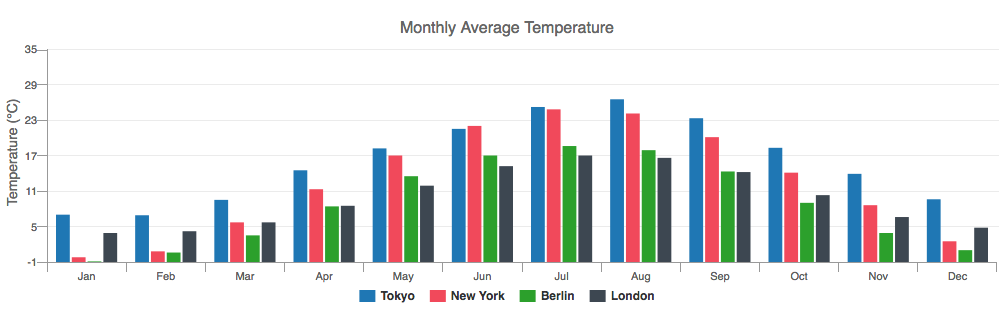 Monthly Average Temperature
Temperature (°C)
35
29
23
17
11
5
-1
Jan Feb Mar Apr May Jun Jul Aug Sep Oct Nov Dec
Tokyo New York Berlin London